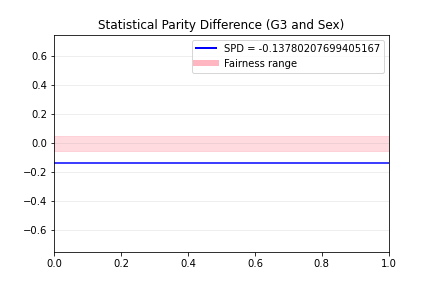 Statistical Parity Difference (G3 and Sex)
SPD = -0.13780207699405167
Fairness range
0.6
0.4
0.2
0.0
−0.2
−0.4
−0.6
0.0 0.2 0.4 0.6 0.8 1.0